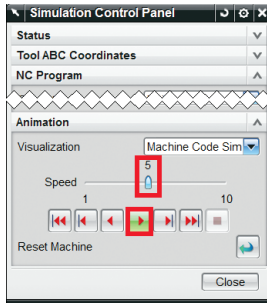 Simulation Control Panel
Status
Tool ABC Coordinates
NC Program
Animation
Visualization Machine Code Sim
5
Speed
1 10
Reset Machine
Close